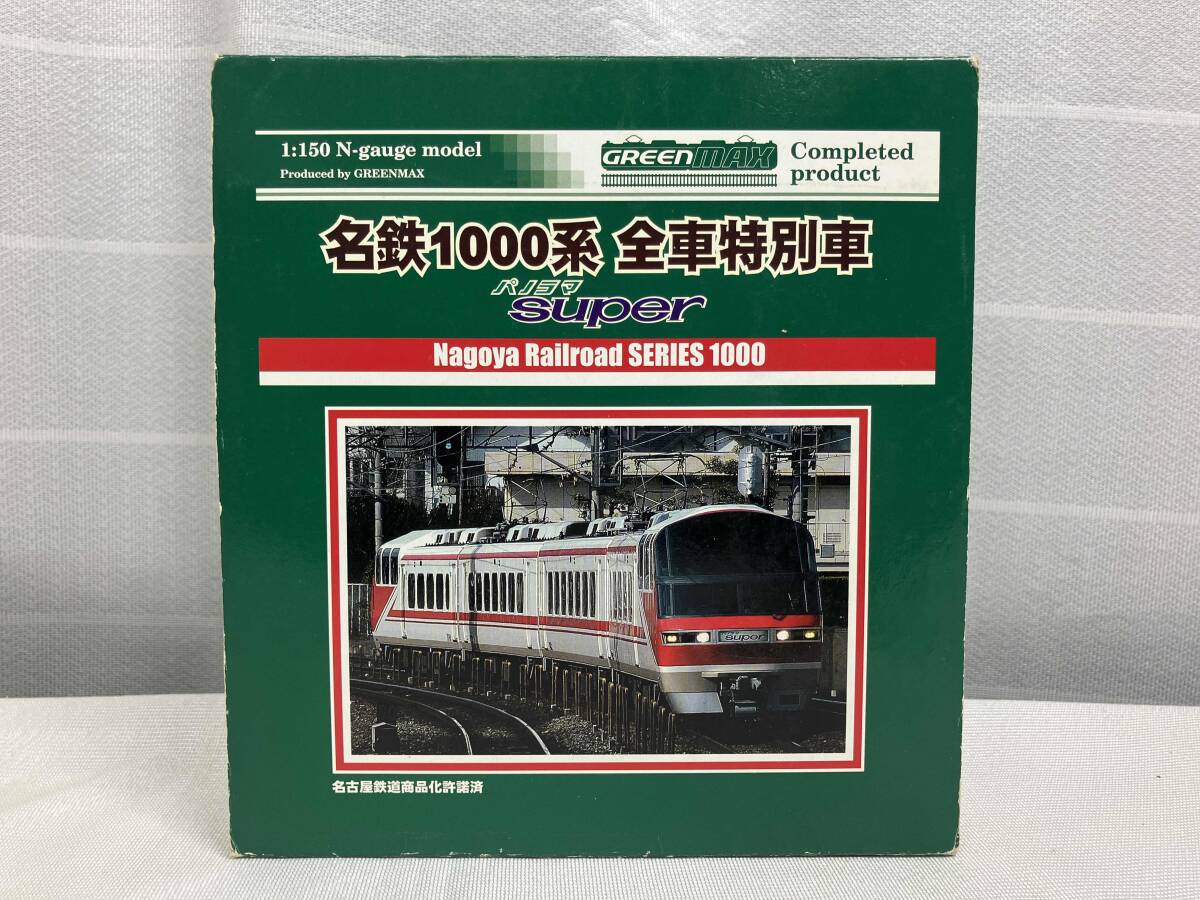 1:150 N-gauge model
Produced by GREENMAX
GREENMAX
Completed
product
名鉄1000系 全車特別車
パノラマ
super
Nagoya Railroad SERIES 1000
super
名古屋鉄道商品化許諾済